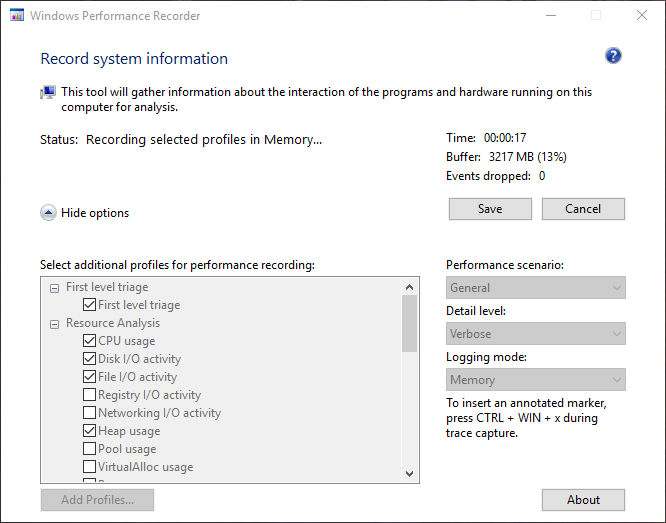 Windows Performance Recorder
Record system information
This tool will gather information about the interaction of the programs and hardware running on this
computer for analysis.
Status: Recording selected profiles in Memory...
Time: 00:00:17
Buffer: 3217 MB (13%)
Events dropped: 0
Hide options
Save
Cancel
Select additional profiles for performance recording:
First level triage
First level triage
Resource Analysis
CPU usage
Disk I/O activity
File I/O activity
Registry I/O activity
Networking I/O activity
Heap usage
Pool usage
VirtualAlloc usage
Performance scenario:
General
Detail level:
Verbose
Logging mode:
Memory
To insert an annotated marker,
press CTRL + WIN + x during
trace capture.
Add Profiles...
About